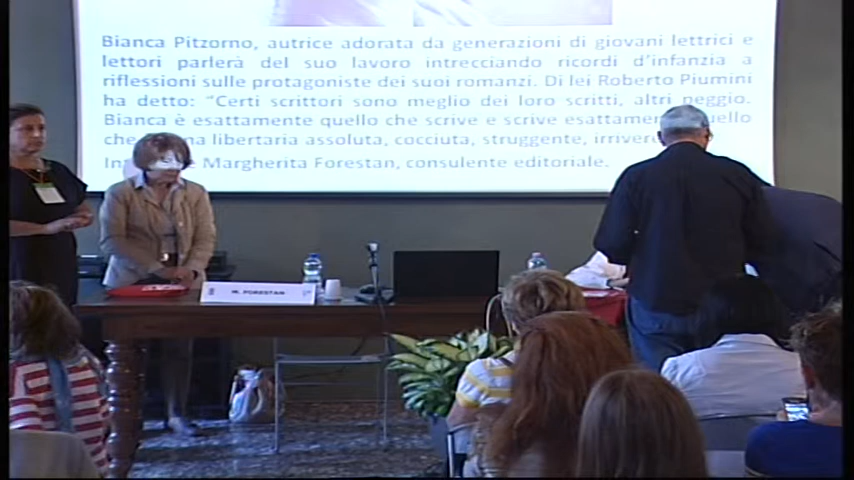 Bianca Pitzorno, autrice adorata da generazioni di giovani lettrici e
lettori parlerà del suo lavoro intrecciando ricordi d'infanzia a
riflessioni sulle protagoniste dei suoi romanzi. Di lei Roberto Piumini
ha detto: "Certi scrittori sono meglio dei loro scritti, altri peggio.
Bianca è esattamente quello che scrive e scrive esattamente quello
che una libertaria assoluta, cocciuta, struggente,
Margherita Forestan, consulente editoriale.
M. FORESTAN